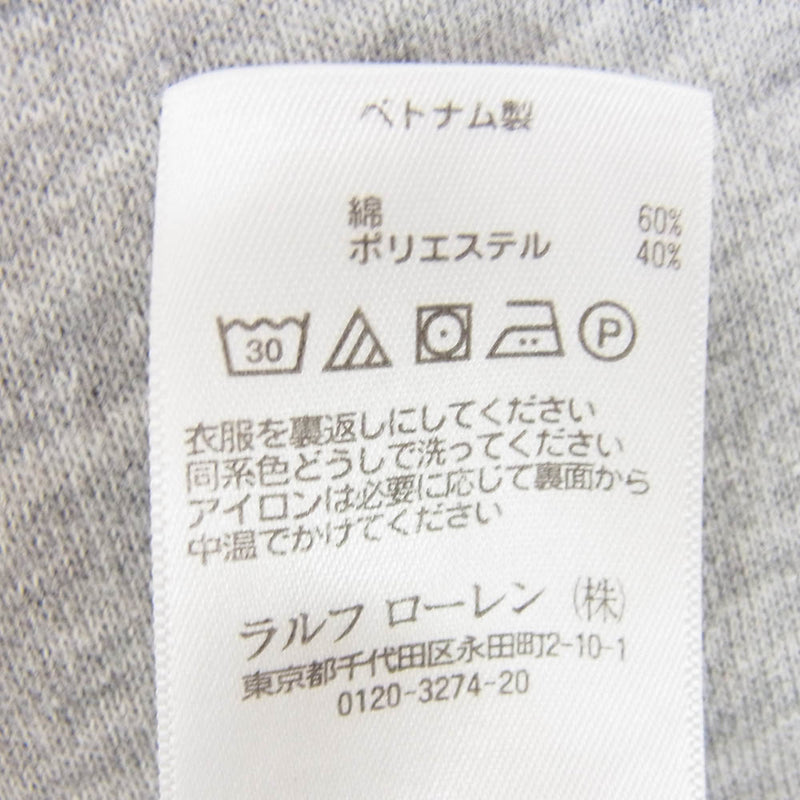 ベトナム製
綿 60%
ポリエステル 40%
30 P
衣服を裏返しにしてください
同系色どうしで洗ってください
アイロンは必要に応じて裏面から
中温でかけてください
ラルフ ローレン (株)
東京都千代田区永田町2-10-1
0120-3274-20